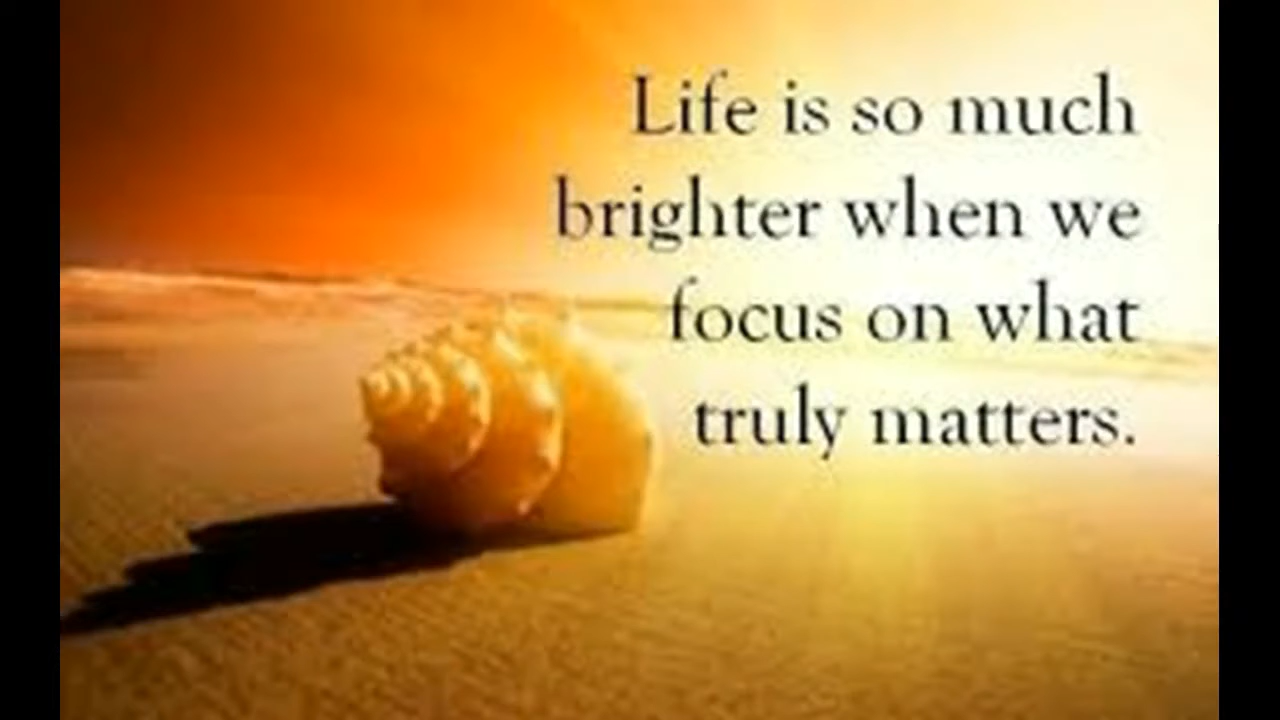 Life is so much
brighter when we
focus on what
truly matters.